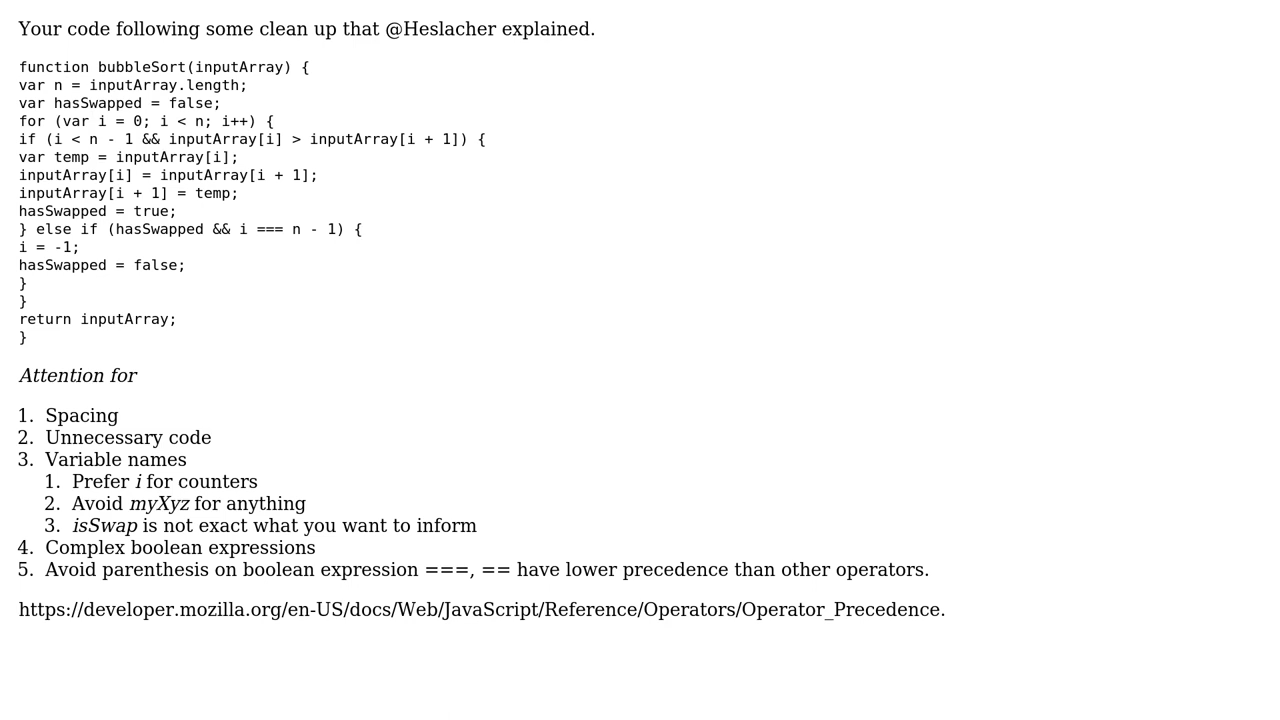 Your code following some clean up that @Heslacher explained.
function bubbleSort(inputArray) {
var n = inputArray.length;
var hasSwapped = false;
for (var i = 0; i < n; i++) {
if (i < n - 1 && inputArray[i] > inputArray[i + 1]) {
var temp = inputArray[i];
inputArray[i] = inputArray[i + 1];
inputArray[i + 1] = temp;
hasSwapped = true;
} else if (hasSwapped && i === n - 1) {
i = -1;
hasSwapped = false;
}
}
return inputArray;
}
Attention for
1. Spacing
2. Unnecessary code
3. Variable names
1. Prefer i for counters
2. Avoid myXyz for anything
3. isSwap is not exact what you want to inform
4. Complex boolean expressions
5. Avoid parenthesis on boolean expression ===, == have lower precedence than other operators.
https://developer.mozilla.org/en-US/docs/Web/JavaScript/Reference/Operators/Operator_Precedence.